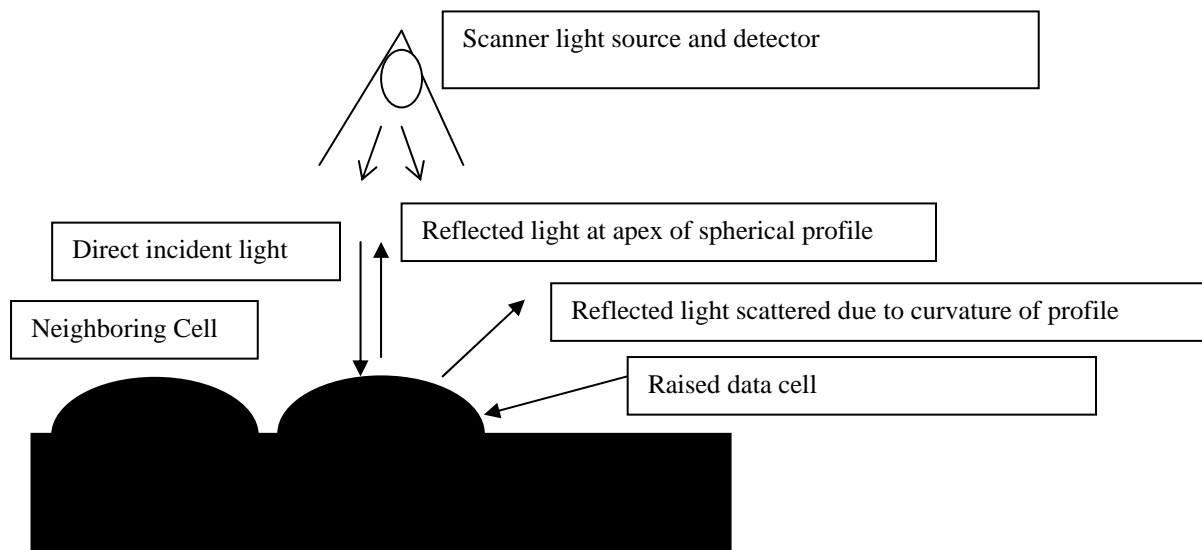 Scanner light source and detector
Reflected light at apex of spherical profile
Direct incident light
Reflected light scattered due to curvature of profile
Neighboring Cell
Raised data cell